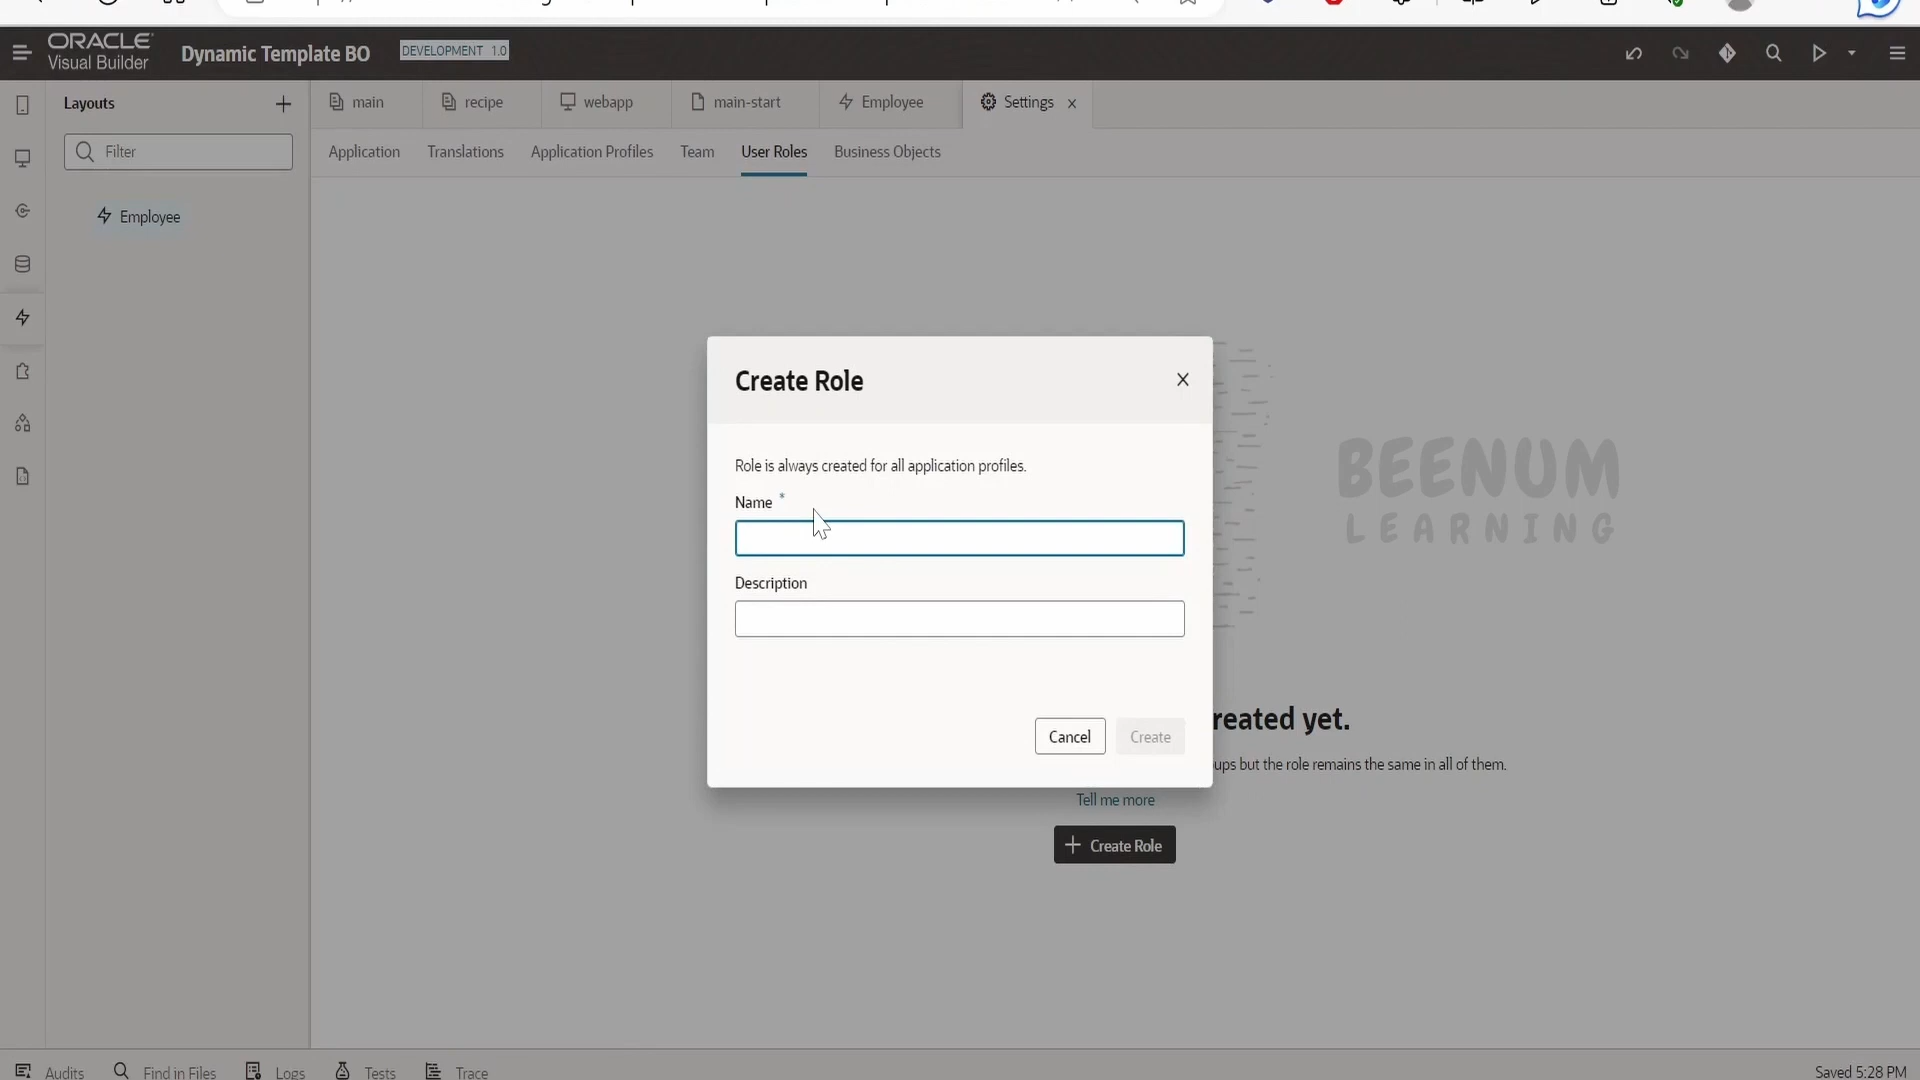 ORACLE
Visual Builder
Dynamic Template BO
DEVELOPMENT 1.0
Layouts
main
recipe
webapp
main-start
Employee
Settings
Filter
Application
Translations
Application Profiles
Team
User Roles
Business Objects
Employee
Create Role
Role is always created for all application profiles.
Name *
Description
Cancel
Create
BEENUM
LEARNING
reated yet.
ups but the role remains the same in all of them.
Tell me more
Create Role
Audits
Find in Files
Logs
Tests
Trace
Saved 5:28 PM